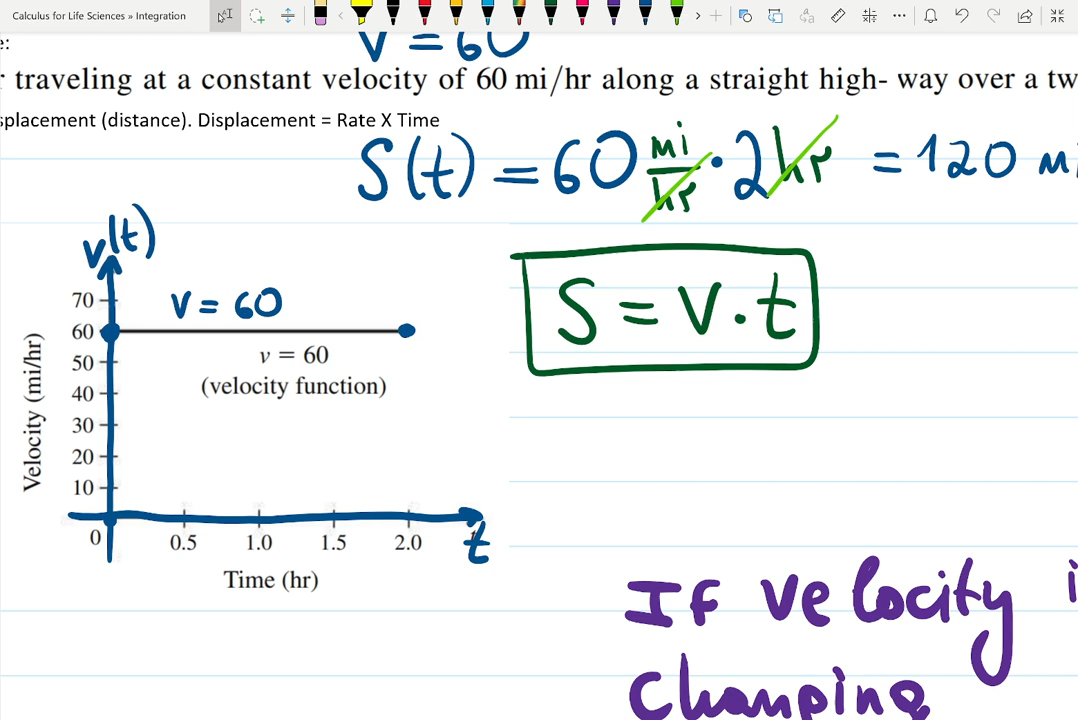 Calculus for Life Sciences » Integration
v = 60
traveling at a constant velocity of 60 mi/hr along a straight high- way over a
(distance). Displacement = Rate X Time
S(t) = 60 mi/hr · 2hr = 120 mi
v(t)
S = v · t
70
v = 60
60
v = 60
(velocity function)
50
40
30
20
10
Velocity (mi/hr)
0
0.5
1.0
1.5
2.0
t
Time (hr)
If velocity
changing